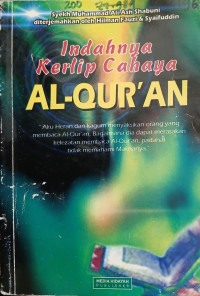 Syekh Muhammad Ali Ash Shabuni
diterjemahkan oleh Hilman Fauzi & Syaifuddin
Indahnya
Kerlip Cahaya
AL-QUR'AN
"Aku Heran dan kagum menyaksikan orang yang
membaca Al Qur'an, Bagaimana dia dapat merasakan
kelezatan membaca Al-Qur'an, padahal
tidak memahami Maknanya"
MEDIA HIDAYAH
PUBLISHER